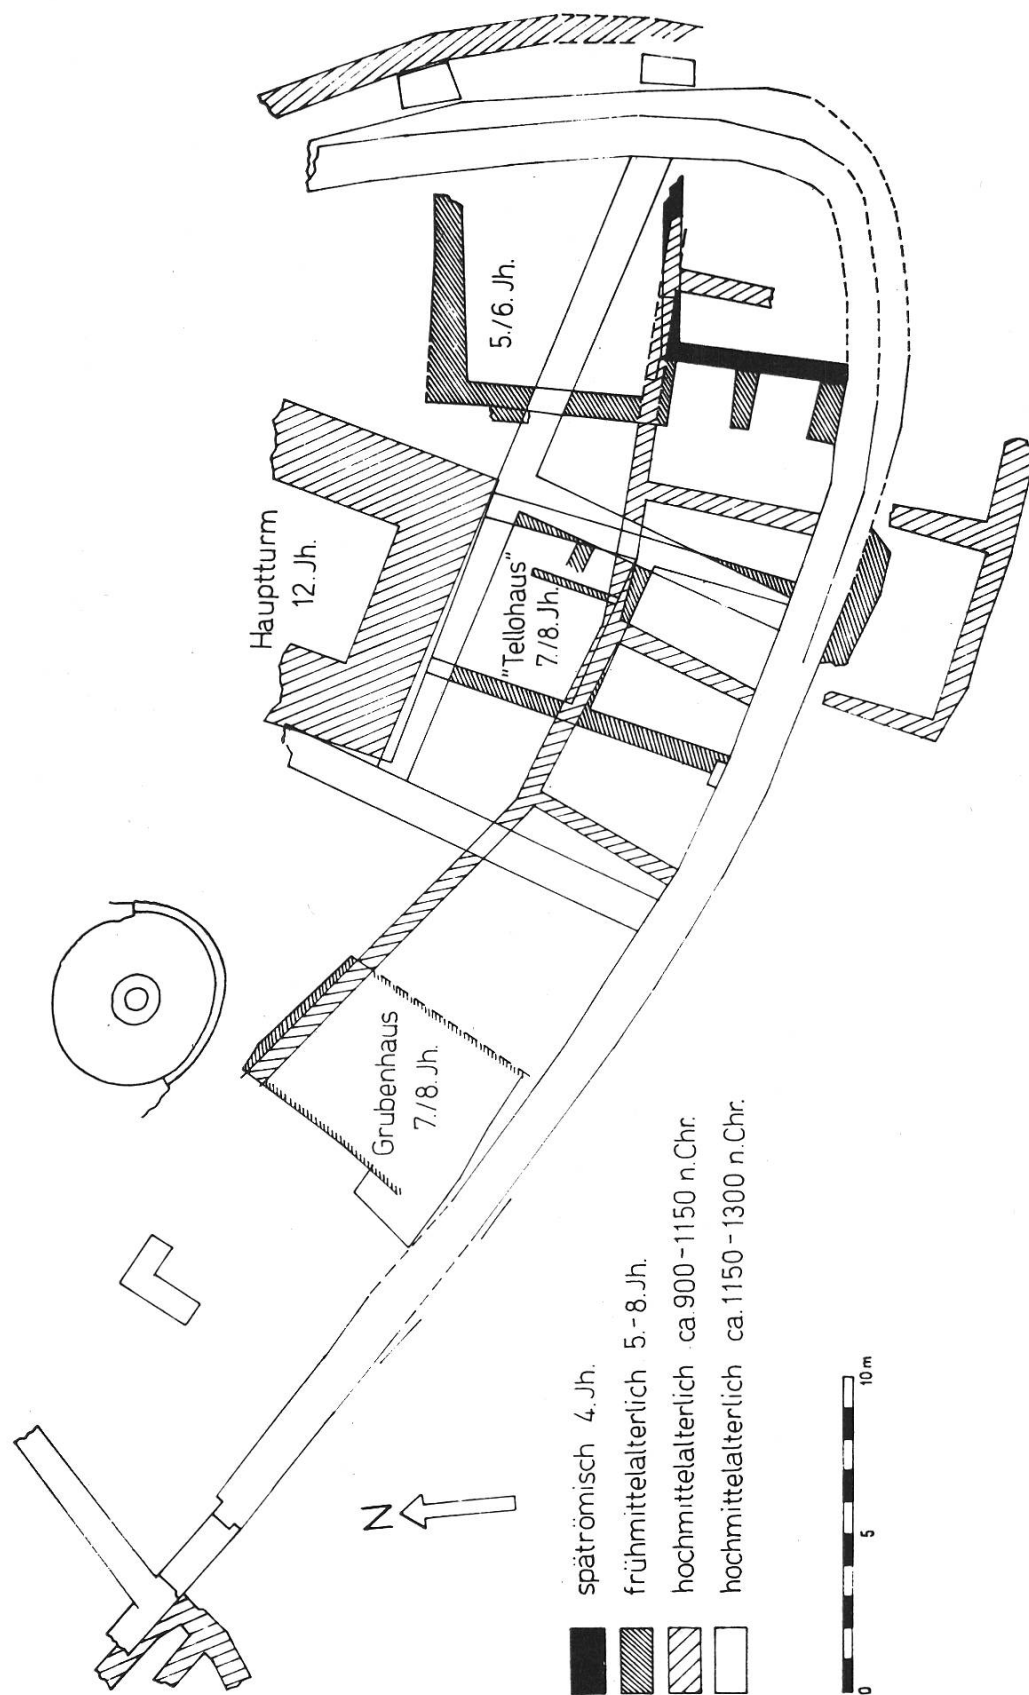 Hauptturm
12. Jh.
5./6. Jh.
"Tellohaus"
7./8. Jh.
Grubenhaus
7./8. Jh.
N
spätrömisch 4. Jh.
frühmittelalterlich 5.-8. Jh.
hochmittelalterlich ca. 900-1150 n.Chr.
hochmittelalterlich ca. 1150-1300 n.Chr.
0 5 10 m